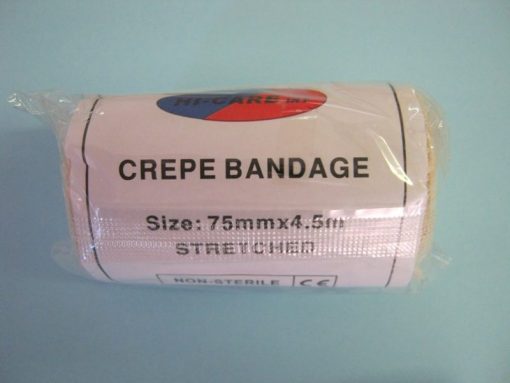 HI-CARE
CREPE BANDAGE
Size: 75mmx4.5m
STRETCHED
NON-STERILE CE